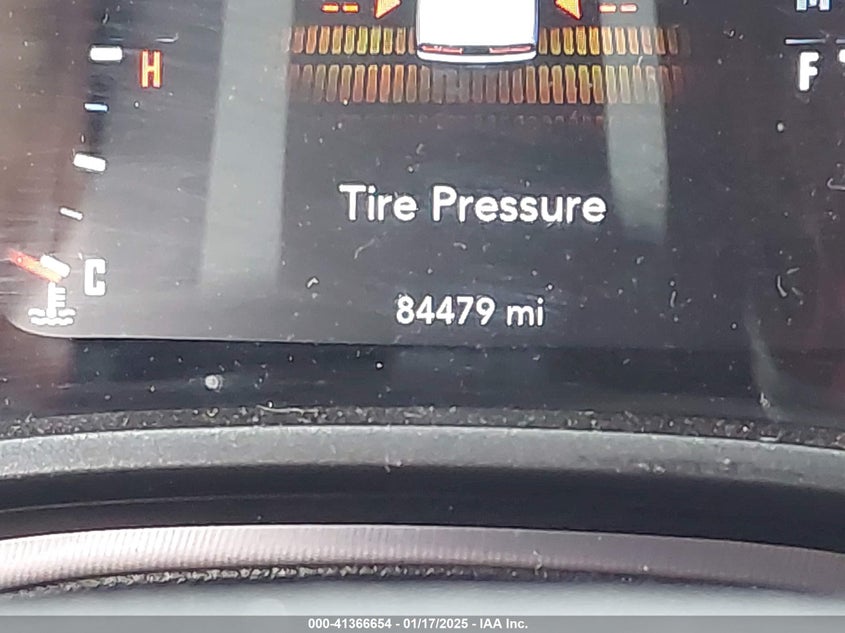 -- --
H
F
Tire Pressure
C
84479 mi
000-41366654 - 01/17/2025 - IAA Inc.